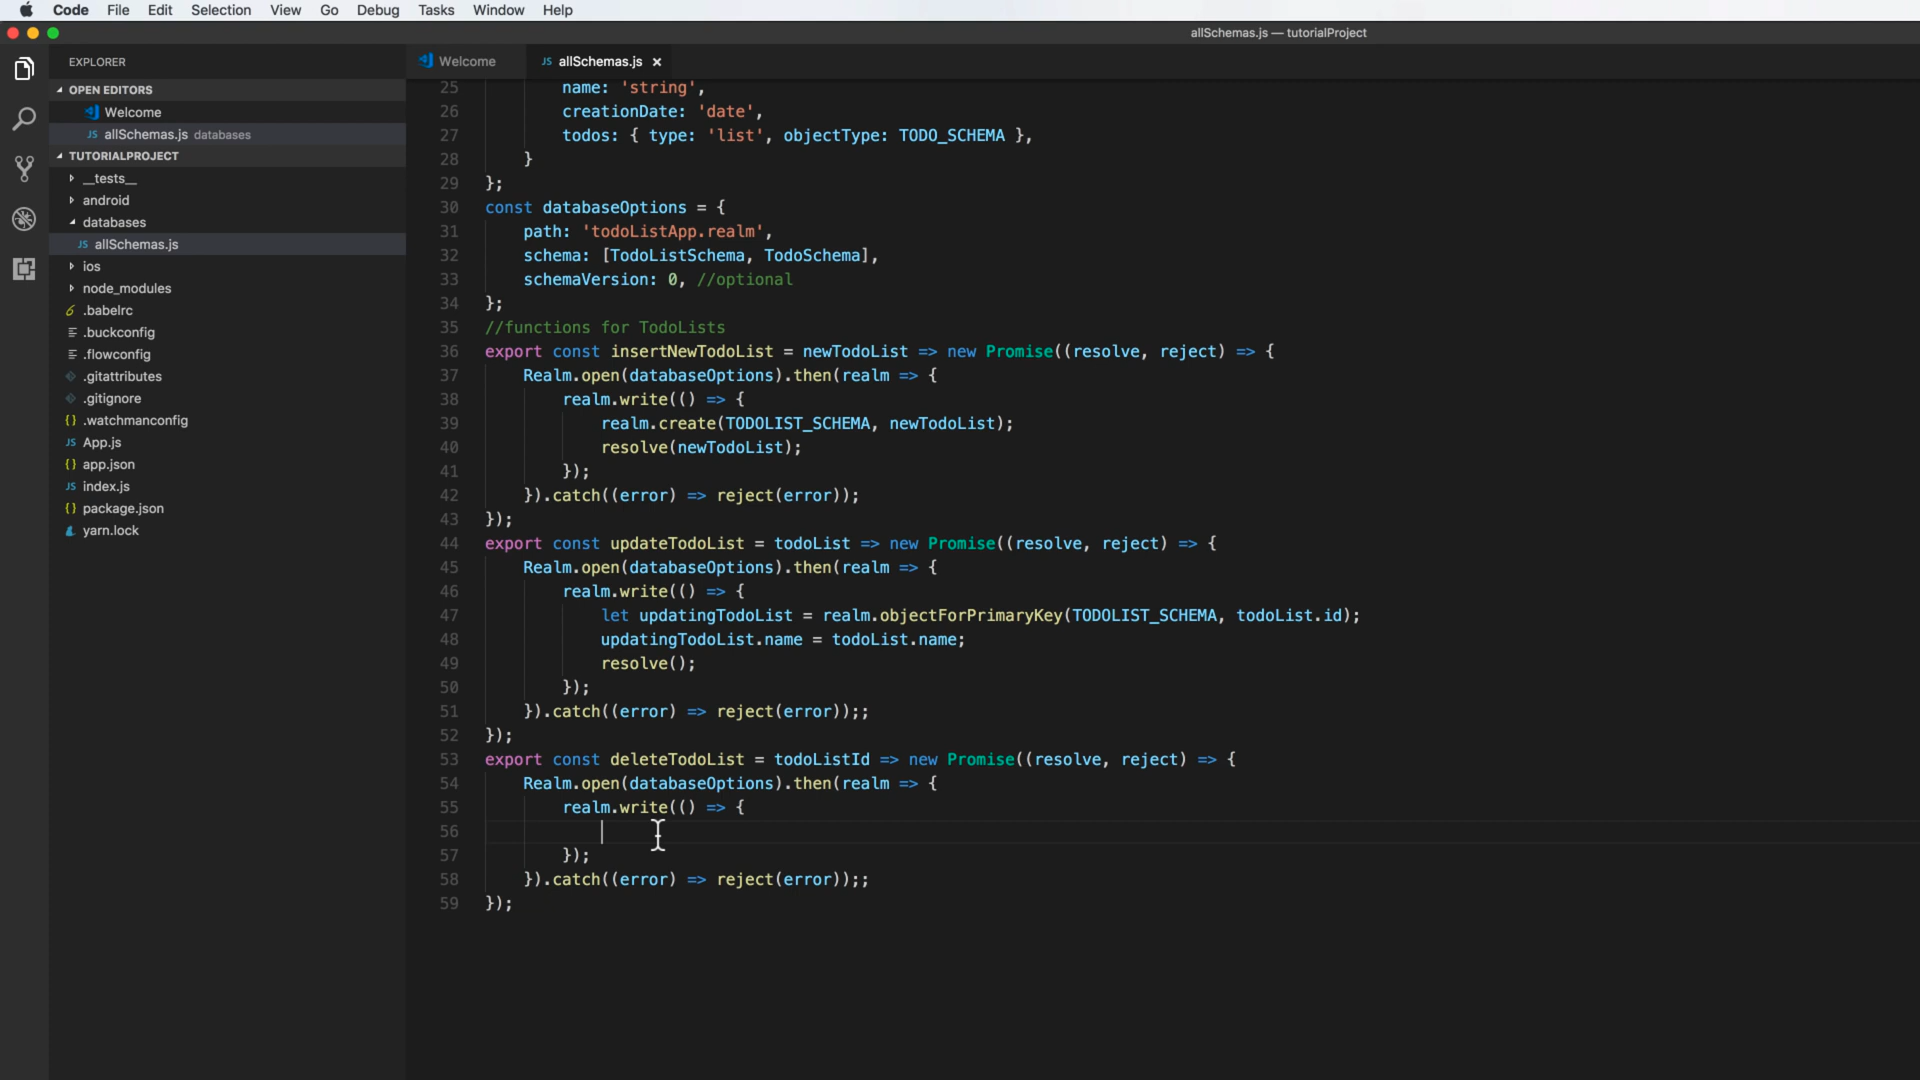 Code File Edit Selection View Go Debug Tasks Window Help
allSchemas.js — tutorialProject
EXPLORER
OPEN EDITORS
Welcome
JS allSchemas.js databases
TUTORIALPROJECT
__tests__
android
databases
JS allSchemas.js
ios
node_modules
.babelrc
.buckconfig
.flowconfig
.gitattributes
.gitignore
{} .watchmanconfig
JS App.js
{} app.json
JS index.js
{} package.json
yarn.lock
Welcome JS allSchemas.js ×
25 name: 'string',
26 creationDate: 'date',
27 todos: { type: 'list', objectType: TODO_SCHEMA },
28 }
29 };
30 const databaseOptions = {
31 path: 'todoListApp.realm',
32 schema: [TodoListSchema, TodoSchema],
33 schemaVersion: 0, //optional
34 };
35 //functions for TodoLists
36 export const insertNewTodoList = newTodoList => new Promise((resolve, reject) => {
37 Realm.open(databaseOptions).then(realm => {
38 realm.write(() => {
39 realm.create(TODOLIST_SCHEMA, newTodoList);
40 resolve(newTodoList);
41 });
42 }).catch((error) => reject(error));
43 });
44 export const updateTodoList = todoList => new Promise((resolve, reject) => {
45 Realm.open(databaseOptions).then(realm => {
46 realm.write(() => {
47 let updatingTodoList = realm.objectForPrimaryKey(TODOLIST_SCHEMA, todoList.id);
48 updatingTodoList.name = todoList.name;
49 resolve();
50 });
51 }).catch((error) => reject(error));;
52 });
53 export const deleteTodoList = todoListId => new Promise((resolve, reject) => {
54 Realm.open(databaseOptions).then(realm => {
55 realm.write(() => {
56
57 });
58 }).catch((error) => reject(error));;
59 });